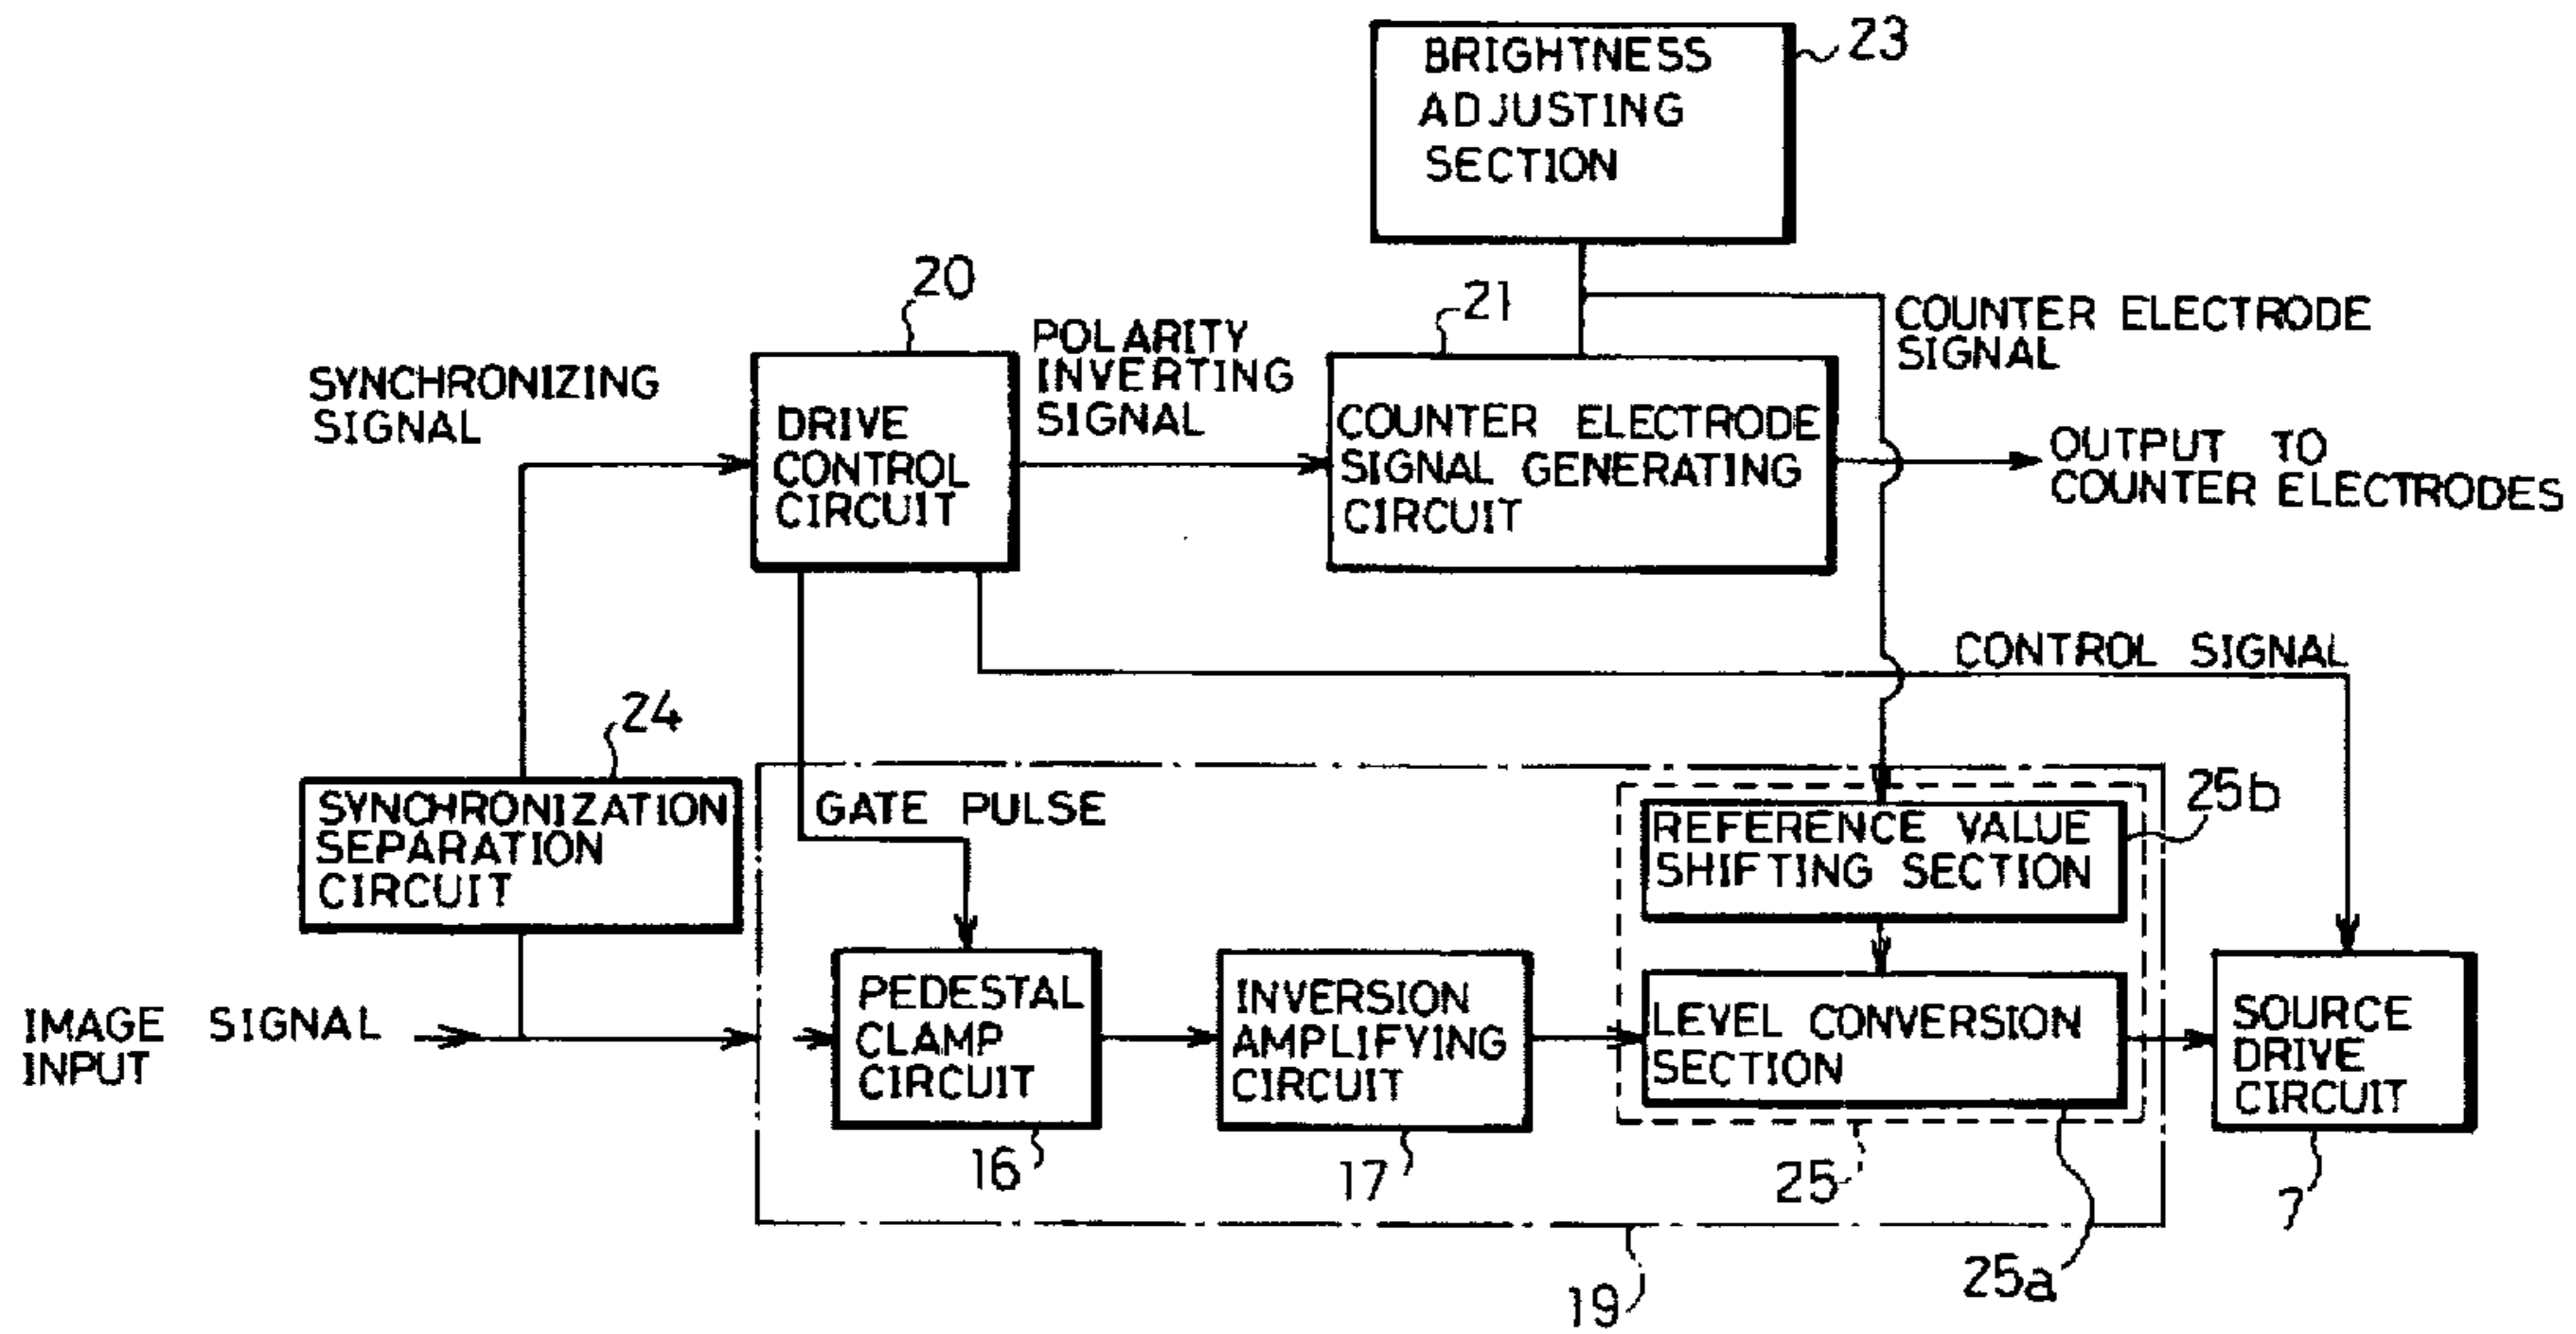 BRIGHTNESS
ADJUSTING
SECTION
23
20
21
COUNTER ELECTRODE
SIGNAL
POLARITY
INVERTING
SIGNAL
SYNCHRONIZING
SIGNAL
DRIVE
CONTROL
CIRCUIT
COUNTER ELECTRODE
SIGNAL GENERATING
CIRCUIT
OUTPUT TO
COUNTER ELECTRODES
CONTROL SIGNAL
24
SYNCHRONIZATION
SEPARATION
CIRCUIT
GATE PULSE
25b
REFERENCE VALUE
SHIFTING SECTION
IMAGE SIGNAL
INPUT
PEDESTAL
CLAMP
CIRCUIT
INVERSION
AMPLIFYING
CIRCUIT
LEVEL CONVERSION
SECTION
SOURCE
DRIVE
CIRCUIT
16
17
25
7
25a
19